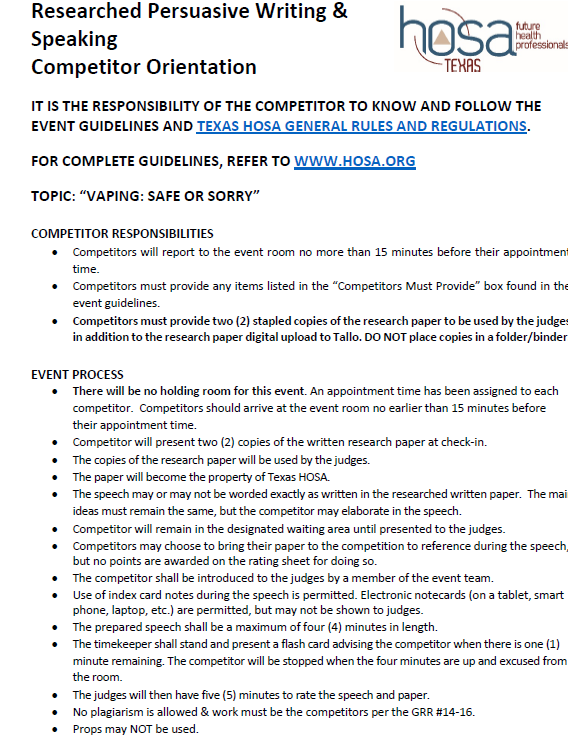 Researched Persuasive Writing &
Speaking
Competitor Orientation
hosa future
health
professionals
TEXAS
IT IS THE RESPONSIBILITY OF THE COMPETITOR TO KNOW AND FOLLOW THE
EVENT GUIDELINES AND TEXAS HOSA GENERAL RULES AND REGULATIONS.
FOR COMPLETE GUIDELINES, REFER TO WWW.HOSA.ORG
TOPIC: “VAPING: SAFE OR SORRY”
COMPETITOR RESPONSIBILITIES
• Competitors will report to the event room no more than 15 minutes before their appointment
time.
• Competitors must provide any items listed in the “Competitors Must Provide” box found in the
event guidelines.
• Competitors must provide two (2) stapled copies of the research paper to be used by the judges
in addition to the research paper digital upload to Tallo. DO NOT place copies in a folder/binder
EVENT PROCESS
• There will be no holding room for this event. An appointment time has been assigned to each
competitor. Competitors should arrive at the event room no earlier than 15 minutes before
their appointment time.
• Competitor will present two (2) copies of the written research paper at check-in.
• The copies of the research paper will be used by the judges.
• The paper will become the property of Texas HOSA.
• The speech may or may not be worded exactly as written in the researched written paper. The mai
ideas must remain the same, but the competitor may elaborate in the speech.
• Competitor will remain in the designated waiting area until presented to the judges.
• Competitors may choose to bring their paper to the competition to reference during the speech,
but no points are awarded on the rating sheet for doing so.
• The competitor shall be introduced to the judges by a member of the event team.
• Use of index card notes during the speech is permitted. Electronic notecards (on a tablet, smart
phone, laptop, etc.) are permitted, but may not be shown to judges.
• The prepared speech shall be a maximum of four (4) minutes in length.
• The timekeeper shall stand and present a flash card advising the competitor when there is one (1)
minute remaining. The competitor will be stopped when the four minutes are up and excused from
the room.
• The judges will then have five (5) minutes to rate the speech and paper.
• No plagiarism is allowed & work must be the competitors per the GRR #14-16.
• Props may NOT be used.